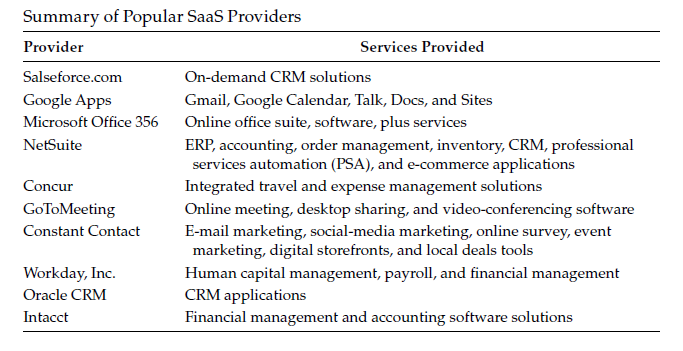 Summary of Popular SaaS Providers
Provider Services Provided
Salseforce.com On-demand CRM solutions
Google Apps Gmail, Google Calendar, Talk, Docs, and Sites
Microsoft Office 356 Online office suite, software, plus services
NetSuite ERP, accounting, order management, inventory, CRM, professional
services automation (PSA), and e-commerce applications
Concur Integrated travel and expense management solutions
GoToMeeting Online meeting, desktop sharing, and video-conferencing software
Constant Contact E-mail marketing, social-media marketing, online survey, event
marketing, digital storefronts, and local deals tools
Workday, Inc. Human capital management, payroll, and financial management
Oracle CRM CRM applications
Intacct Financial management and accounting software solutions